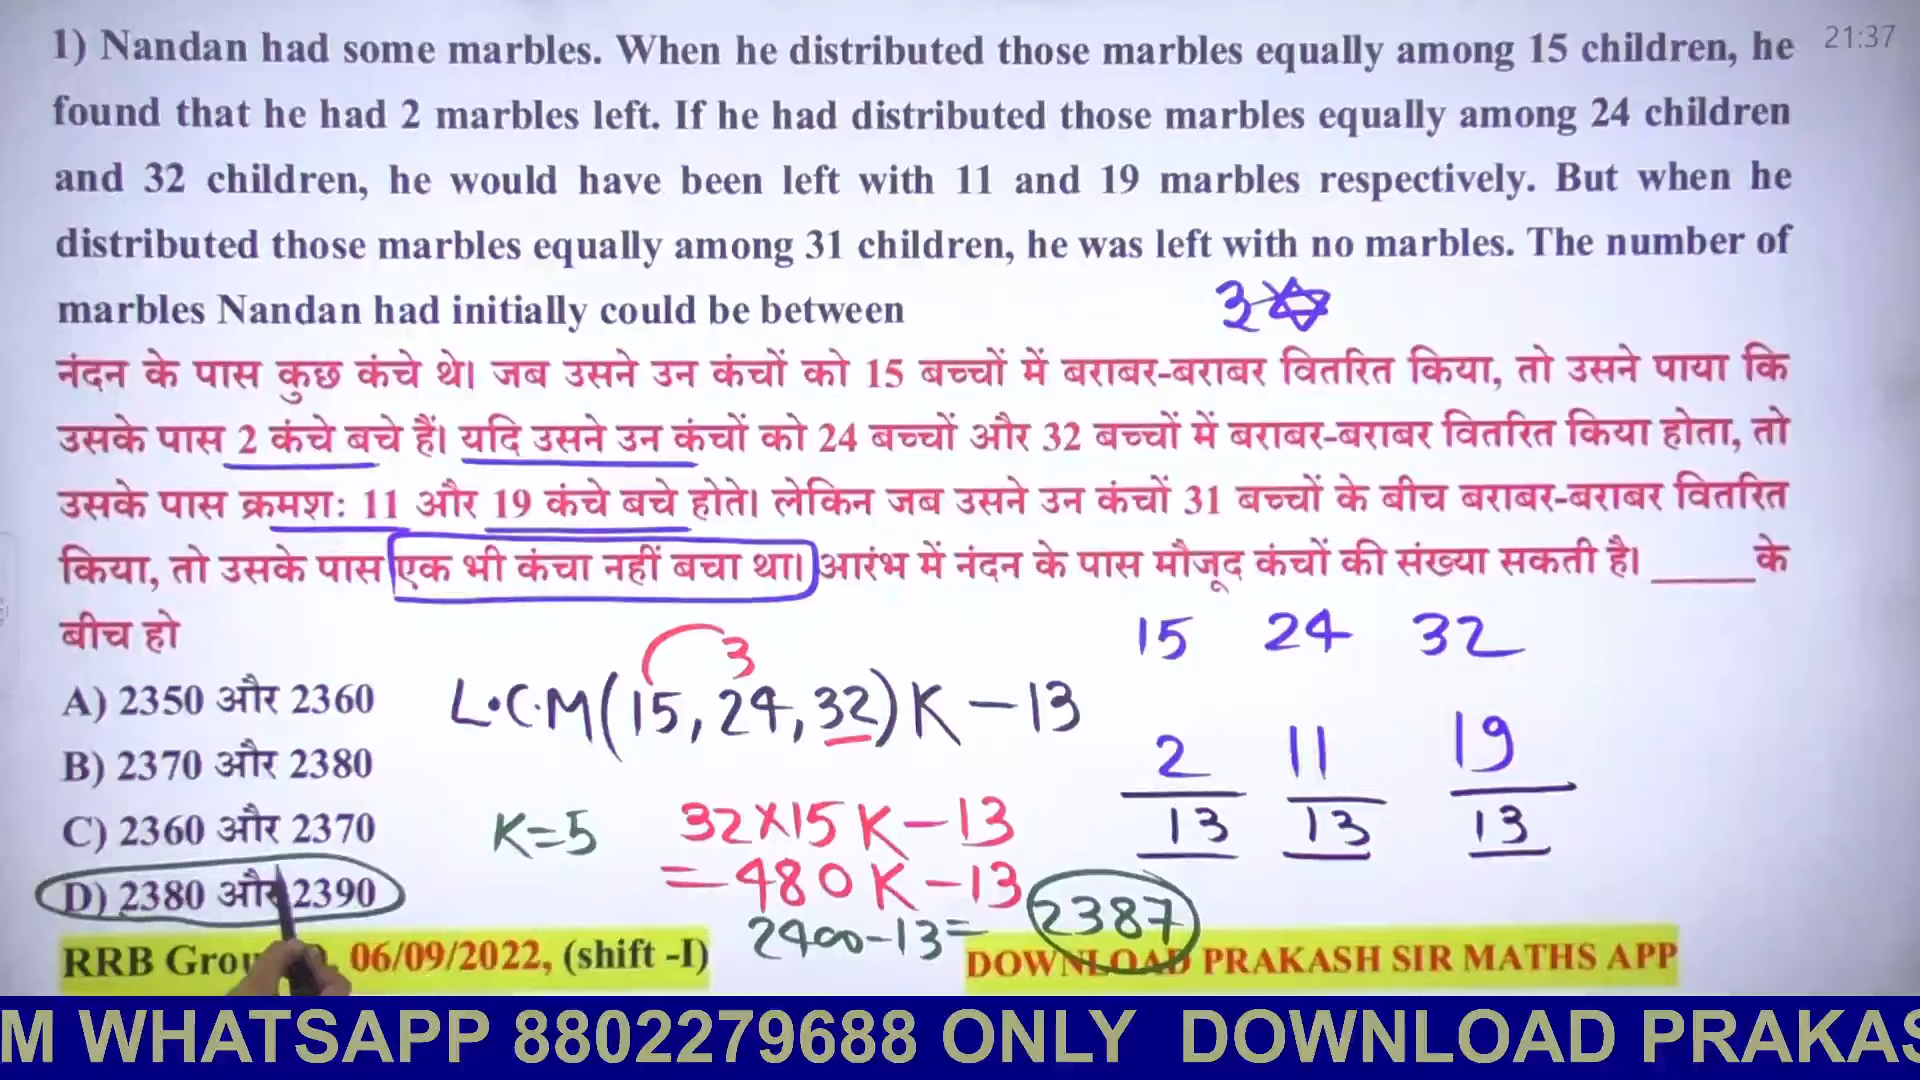 1) Nandan had some marbles. When he distributed those marbles equally among 15 children, he
21:37
found that he had 2 marbles left. If he had distributed those marbles equally among 24 children
and 32 children, he would have been left with 11 and 19 marbles respectively. But when he
distributed those marbles equally among 31 children, he was left with no marbles. The number of
marbles Nandan had initially could be between
3
नंदन के पास कुछ कंचे थे। जब उसने उन कंचों को 15 बच्चों में बराबर-बराबर वितरित किया, तो उसने पाया कि
उसके पास 2 कंचे बचे हैं। यदि उसने उन कंचों को 24 बच्चों और 32 बच्चों में बराबर-बराबर वितरित किया होता, तो
उसके पास क्रमशः 11 और 19 कंचे बचे होते। लेकिन जब उसने उन कंचों 31 बच्चों के बीच बराबर-बराबर वितरित
किया, तो उसके पास एक भी कंचा नहीं बचा था। आरंभ में नंदन के पास मौजूद कंचों की संख्या सकती है। _____के
बीच हो
A) 2350 और 2360
B) 2370 और 2380
C) 2360 और 2370
D) 2380 और 2390
3
L.C.M(15,24,32)K-13
K=5
32×15K-13
=480K-13
2400-13=
2387
15 24 32
2 11 19
13 13 13
RRB Grou 06/09/2022, (shift -I)
DOWNLOAD PRAKASH SIR MATHS APP
M WHATSAPP 8802279688 ONLY DOWNLOAD PRAKAS